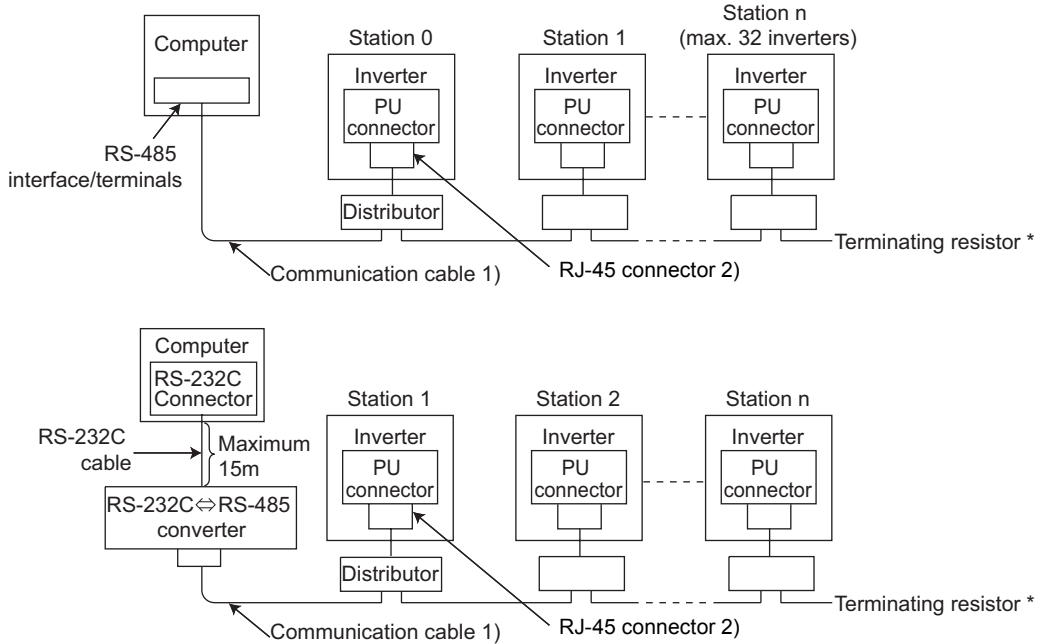 Computer
RS-485
interface/terminals
Station 0
Inverter
PU
connector
Distributor
Station 1
Inverter
PU
connector
Station n
(max. 32 inverters)
Inverter
PU
connector
Terminating resistor *
Communication cable 1)
RJ-45 connector 2)
Computer
RS-232C
Connector
RS-232C
cable
Maximum
15m
RS-232C⇔RS-485
converter
Station 1
Inverter
PU
connector
Distributor
Station 2
Inverter
PU
connector
Station n
Inverter
PU
connector
Terminating resistor *
Communication cable 1)
RJ-45 connector 2)